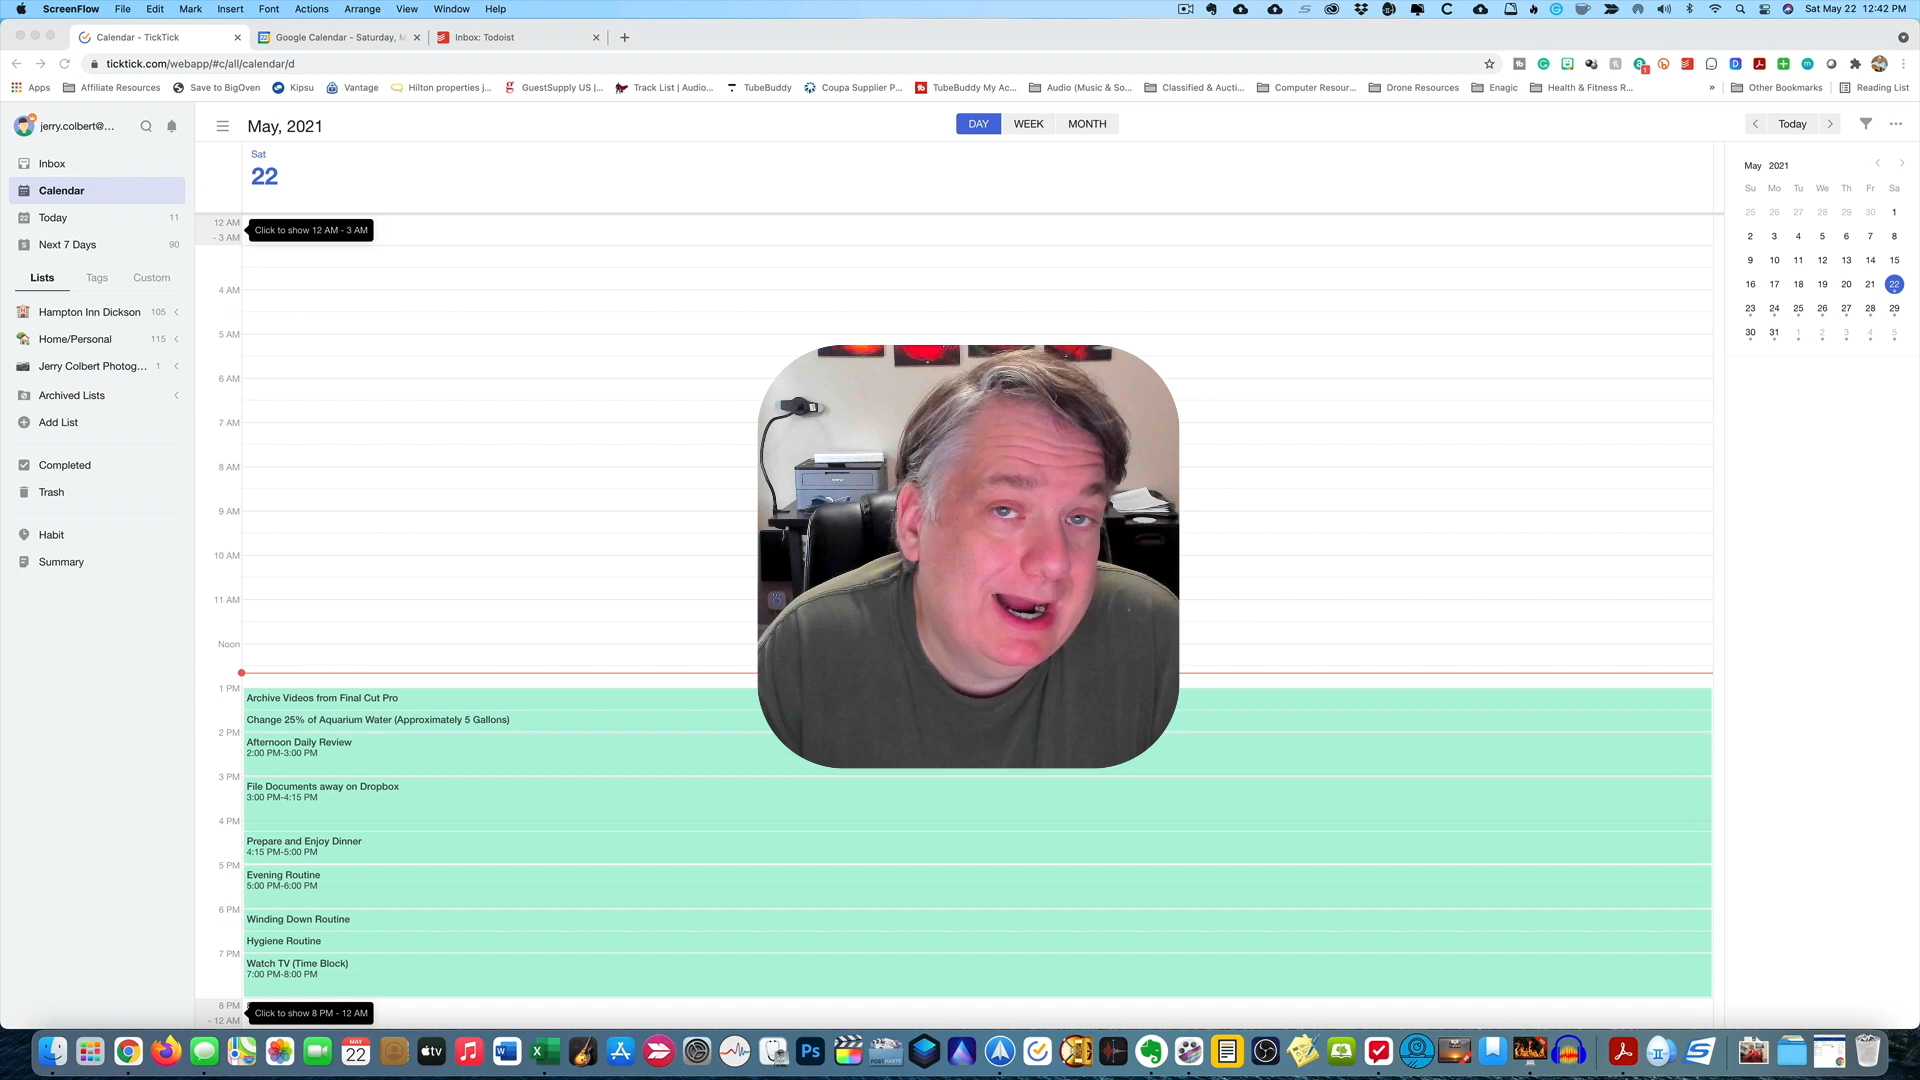 ScreenFlow File Edit Mark Insert Font Actions Arrange View Window Help Sat May 22 12:42 PM
Calendar - TickTick Google Calendar - Saturday, M Inbox: Todoist
ticktick.com/webapp/#c/all/calendar/d
Apps Affiliate Resources Save to BigOven Kipsu Vantage Hilton properties j... GuestSupply US |... Track List | Audio... TubeBuddy Coupa Supplier P... TubeBuddy My Ac... Audio (Music & So... Classified & Aucti... Computer Resour... Drone Resources Enagic Health & Fitness R... » Other Bookmarks Reading List
jerry.colbert@...
Inbox
Calendar
Today 11
Next 7 Days 90
Lists Tags Custom
Hampton Inn Dickson 105
Home/Personal 115
Jerry Colbert Photog... 1
Archived Lists
Add List
Completed
Trash
Habit
Summary
May, 2021
DAY WEEK MONTH
Today
Sat
22
12 AM
- 3 AM
Click to show 12 AM - 3 AM
4 AM
5 AM
6 AM
7 AM
8 AM
9 AM
10 AM
11 AM
Noon
1 PM
Archive Videos from Final Cut Pro
Change 25% of Aquarium Water (Approximately 5 Gallons)
2 PM
Afternoon Daily Review
2:00 PM-3:00 PM
3 PM
File Documents away on Dropbox
3:00 PM-4:15 PM
4 PM
Prepare and Enjoy Dinner
4:15 PM-5:00 PM
5 PM
Evening Routine
5:00 PM-6:00 PM
6 PM
Winding Down Routine
Hygiene Routine
7 PM
Watch TV (Time Block)
7:00 PM-8:00 PM
8 PM
- 12 AM
Click to show 8 PM - 12 AM
May 2021
Su Mo Tu We Th Fr Sa
25 26 27 28 29 30 1
2 3 4 5 6 7 8
9 10 11 12 13 14 15
16 17 18 19 20 21 22
23 24 25 26 27 28 29
30 31 1 2 3 4 5
MAY
22
tv
Ps